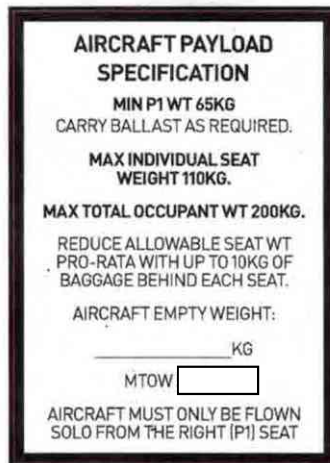 AIRCRAFT PAYLOAD
SPECIFICATION
MIN P1 WT 65KG
CARRY BALLAST AS REQUIRED.
MAX INDIVIDUAL SEAT
WEIGHT 110KG.
MAX TOTAL OCCUPANT WT 200KG.
REDUCE ALLOWABLE SEAT WT
PRO-RATA WITH UP TO 10KG OF
BAGGAGE BEHIND EACH SEAT.
AIRCRAFT EMPTY WEIGHT:
____________KG
MTOW
AIRCRAFT MUST ONLY BE FLOWN
SOLO FROM THE RIGHT (P1) SEAT